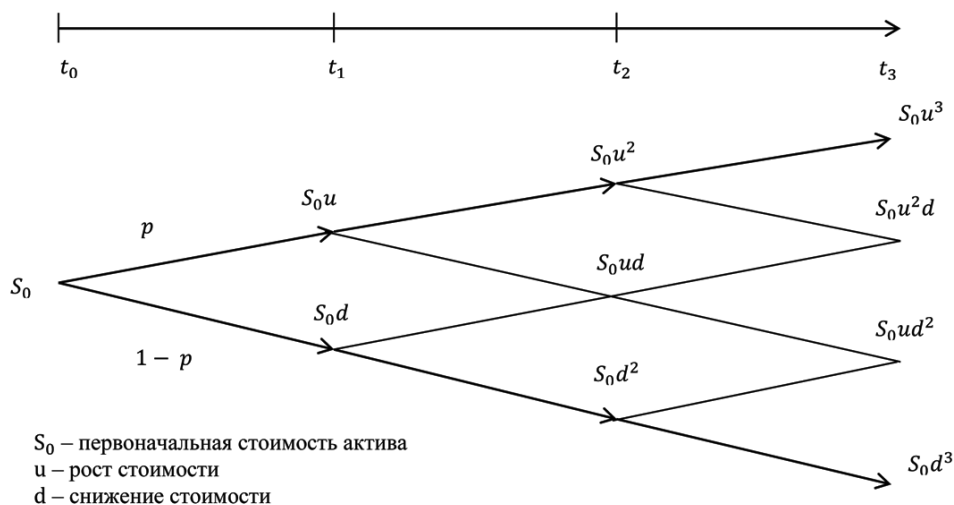 t₀ t₁ t₂ t₃
S₀u³
S₀u²
S₀u
S₀u²d
p
S₀ud
S₀
S₀d
S₀ud²
1 − p
S₀d²
S₀ – первоначальная стоимость актива
u – рост стоимости
S₀d³
d – снижение стоимости